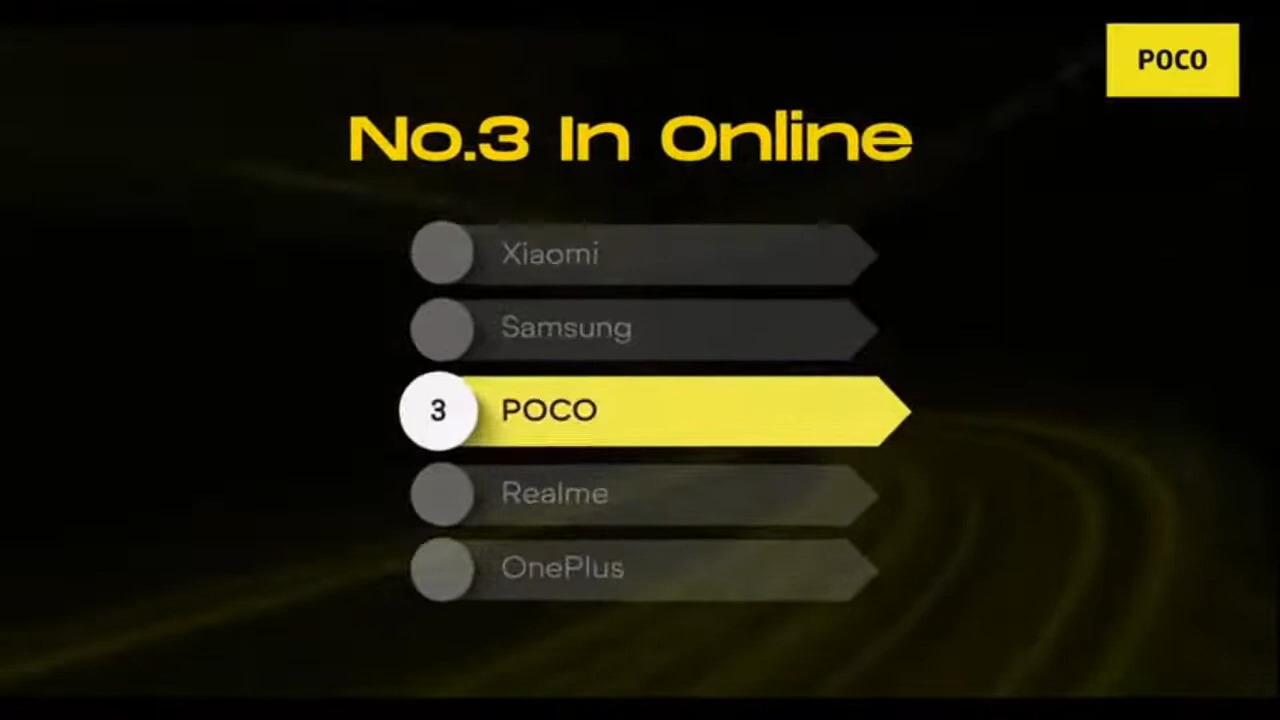 POCO
No.3 In Online
Xiaomi
Samsung
3 POCO
Realme
OnePlus